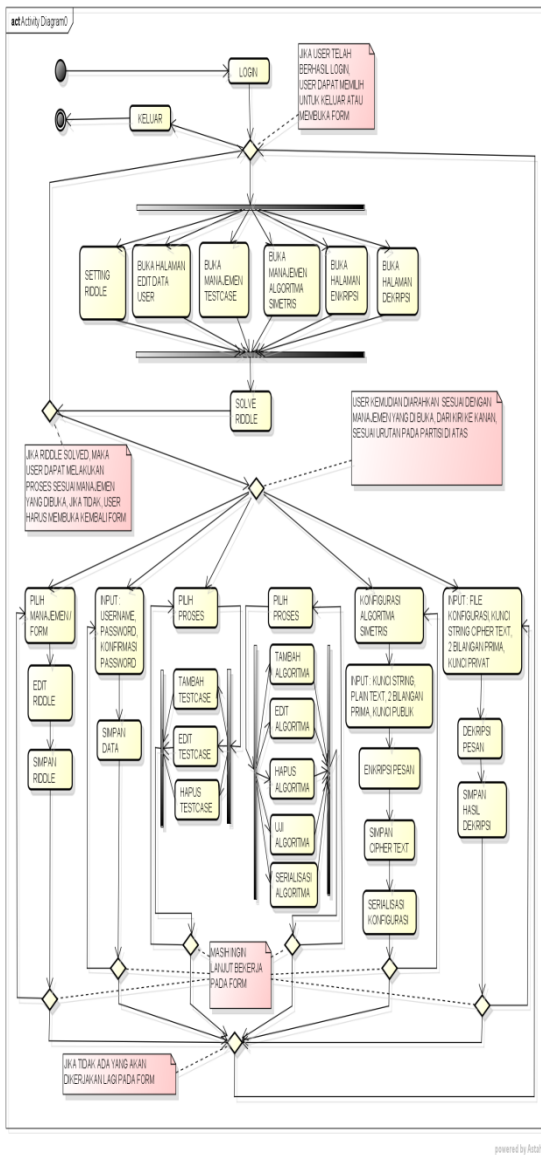 act Activity Diagram0
LOGIN
JIKA USER TELAH
BERHASIL LOGIN,
USER DAPAT MEMILIH
UNTUK KELUAR ATAU
MEMBUKA FORM
KELUAR
SETTING
RIDDLE
BUKA HALAMAN
EDIT DATA
USER
BUKA
MANAJEMEN
TESTCASE
BUKA
MANAJEMEN
ALGORITMA
SIMETRIS
BUKA
HALAMAN
ENKRIPSI
BUKA
HALAMAN
DEKRIPSI
SOLVE
RIDDLE
USER KEMUDIAN DIARAHKAN SESUAI DENGAN
MANAJEMEN YANG DI BUKA, DARI KIRI KE KANAN,
SESUAI URUTAN PADA PARTISI DI ATAS
JIKA RIDDLE SOLVED, MAKA
USER DAPAT MELAKUKAN
PROSES SESUAI MANAJEMEN
YANG DIBUKA, JIKA TIDAK, USER
HARUS MEMBUKA KEMBALI FORM
PILIH
MANAJEMEN/
FORM
INPUT :
USERNAME,
PASSWORD,
KONFIRMASI
PASSWORD
PILIH
PROSES
PILIH
PROSES
KONFIGURASI
ALGORITMA
SIMETRIS
INPUT : FILE
KONFIGURASI, KUNCI
STRING CIPHER TEXT,
2 BILANGAN PRIMA,
KUNCI PRIVAT
EDIT
RIDDLE
SIMPAN
RIDDLE
SIMPAN
DATA
TAMBAH
TESTCASE
EDIT
TESTCASE
HAPUS
TESTCASE
TAMBAH
ALGORITMA
EDIT
ALGORITMA
HAPUS
ALGORITMA
UJI
ALGORITMA
SERIALISASI
ALGORITMA
INPUT : KUNCI STRING,
PLAIN TEXT, 2 BILANGAN
PRIMA, KUNCI PUBLIK
ENKRIPSI PESAN
SIMPAN
CIPHER TEXT
SERIALISASI
KONFIGURASI
DEKRIPSI
PESAN
SIMPAN
HASIL
DEKRIPSI
MASIH INGIN
LANJUT BEKERJA
PADA FORM
JIKA TIDAK ADA YANG AKAN
DIKERJAKAN LAGI PADA FORM
powered by Astah